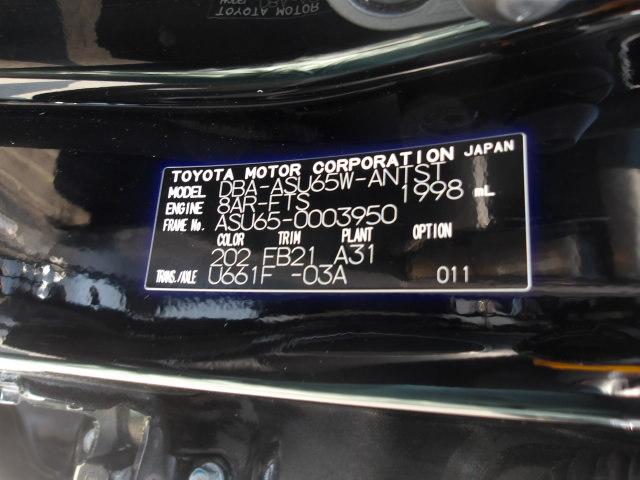 TOYOTA MOTOR CORPORATION JAPAN
MODEL DBA-ASU65W-ANTST
ENGINE 8AR-FTS 1998 mL
FRAME No. ASU65-0003950
COLOR TRIM PLANT OPTION
202 EB21 A31
TRANS./AXLE U661F -03A 011